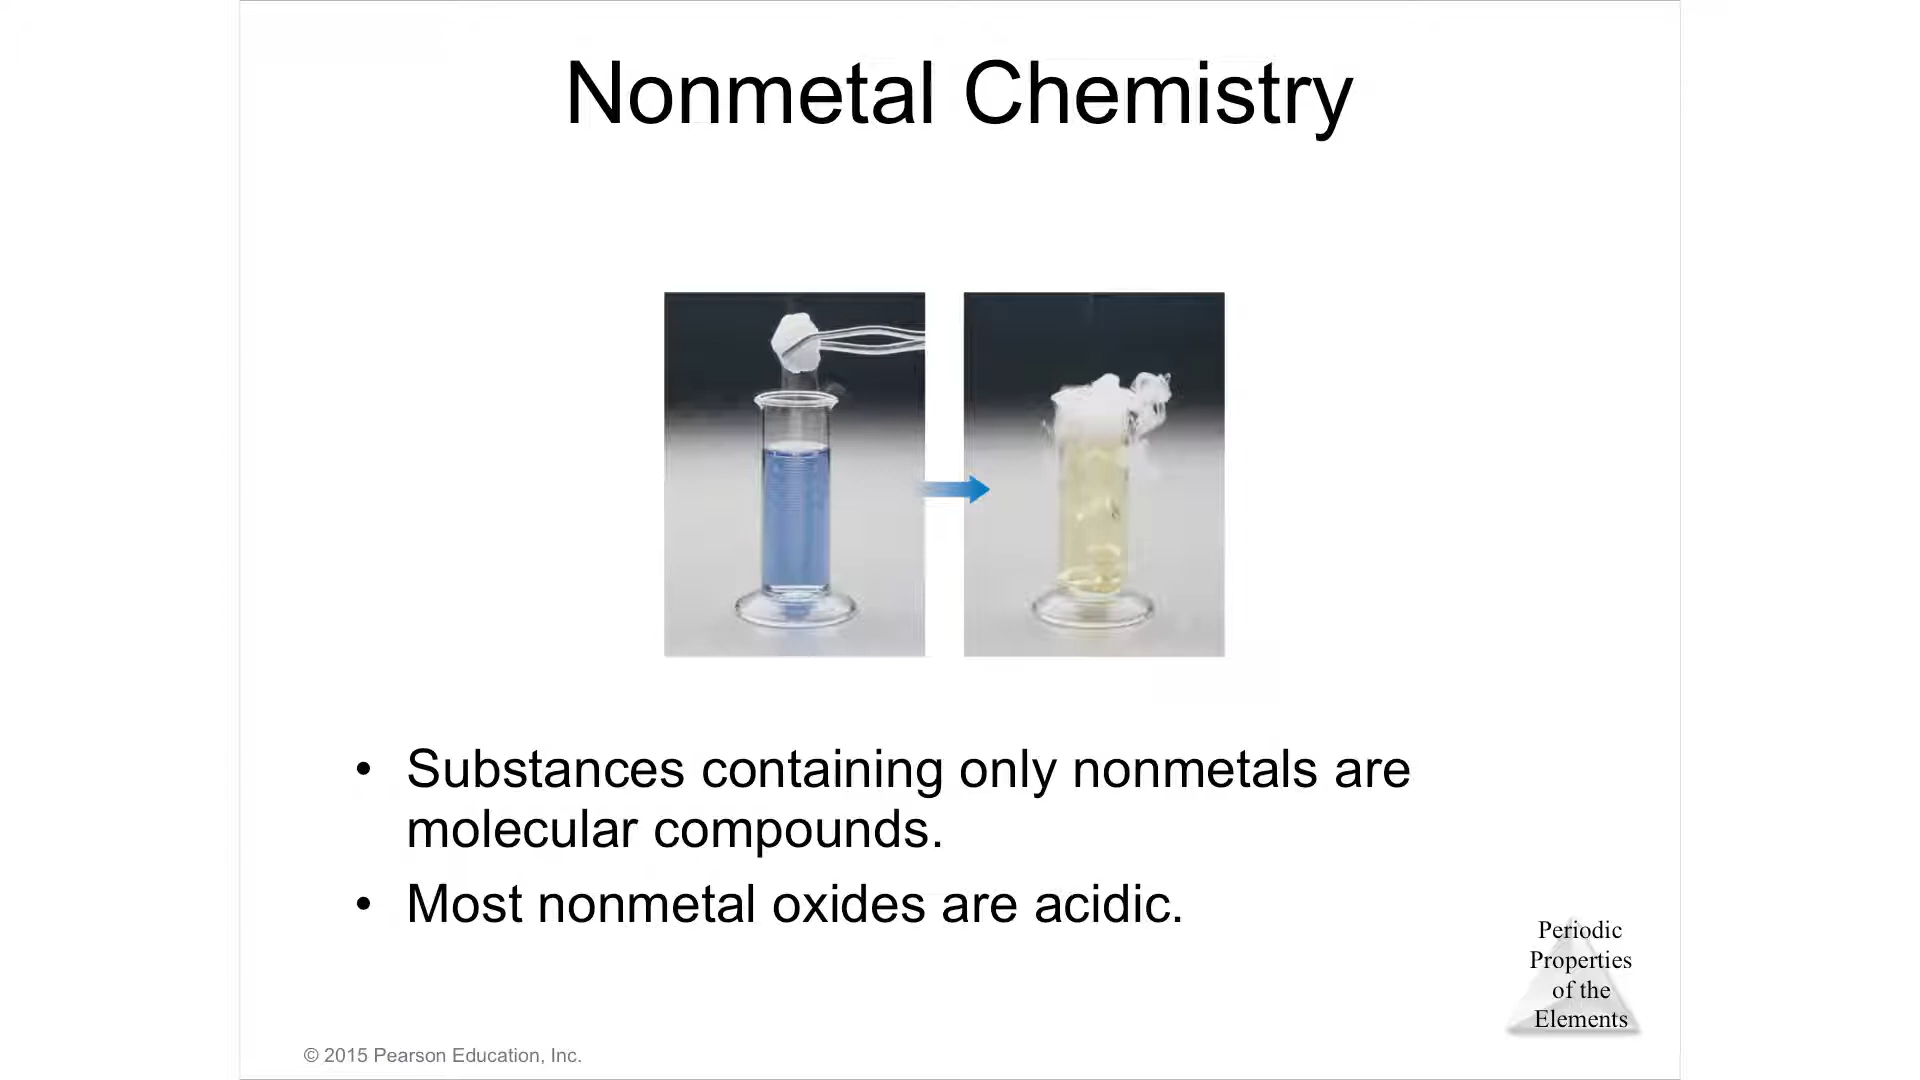 Nonmetal Chemistry
• Substances containing only nonmetals are
molecular compounds.
• Most nonmetal oxides are acidic.
Periodic
Properties
of the
Elements
© 2015 Pearson Education, Inc.